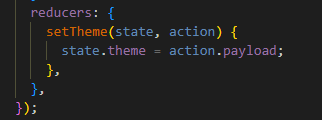 reducers: {
setTheme(state, action) {
state.theme = action.payload;
},
},
});